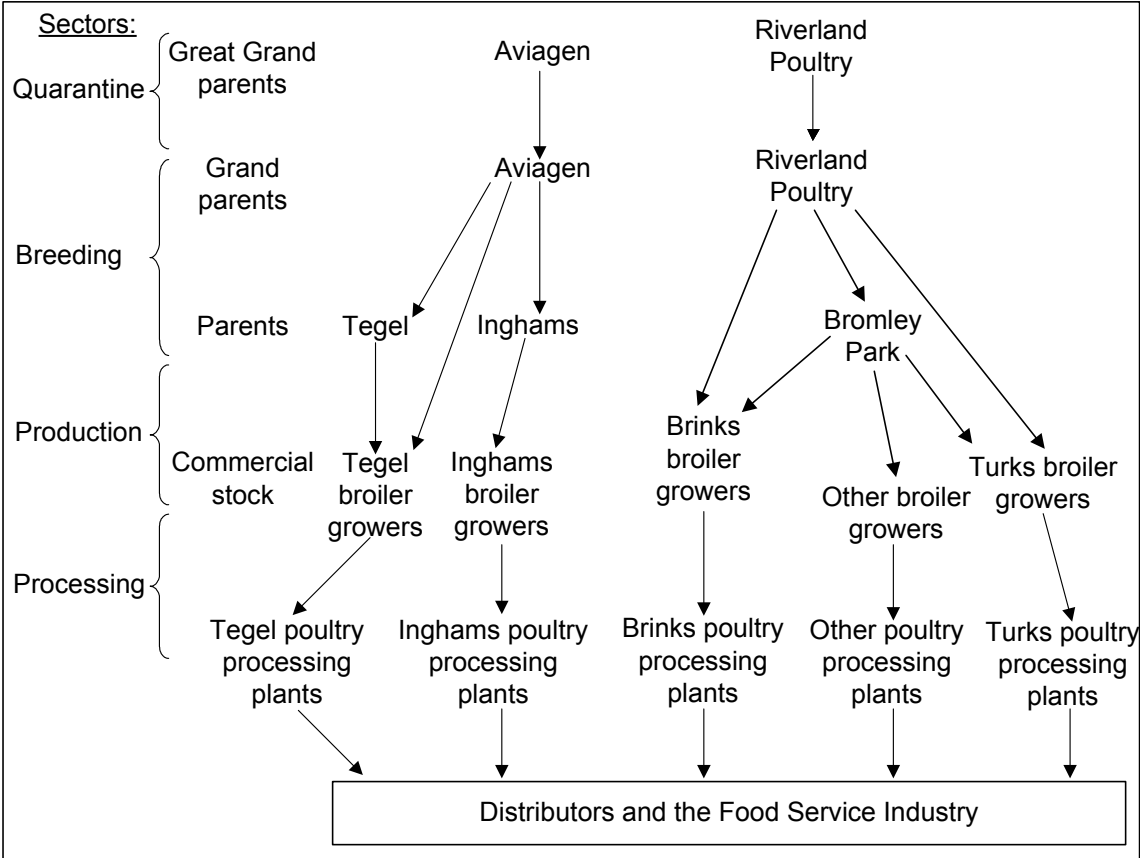 Sectors:
Quarantine
Great Grand
parents
Aviagen
Riverland
Poultry
Breeding
Grand
parents
Aviagen
Riverland
Poultry
Parents
Tegel
Inghams
Bromley
Park
Production
Commercial
stock
Tegel
broiler
growers
Inghams
broiler
growers
Brinks
broiler
growers
Other broiler
growers
Turks broiler
growers
Processing
Tegel poultry
processing
plants
Inghams poultry
processing
plants
Brinks poultry
processing
plants
Other poultry
processing
plants
Turks poultry
processing
plants
Distributors and the Food Service Industry